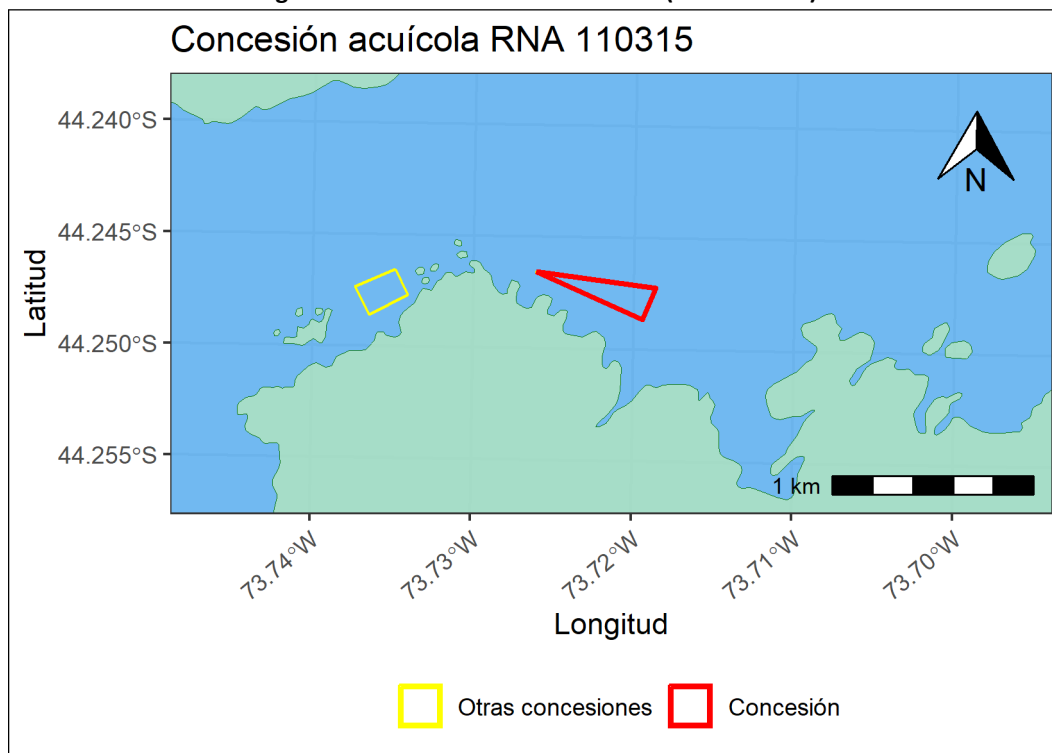 Concesión acuícola RNA 110315
44.240°S
44.245°S
44.250°S
44.255°S
Latitud
N
1 km
73.74°W
73.73°W
73.72°W
73.71°W
73.70°W
Longitud
Otras concesiones
Concesión